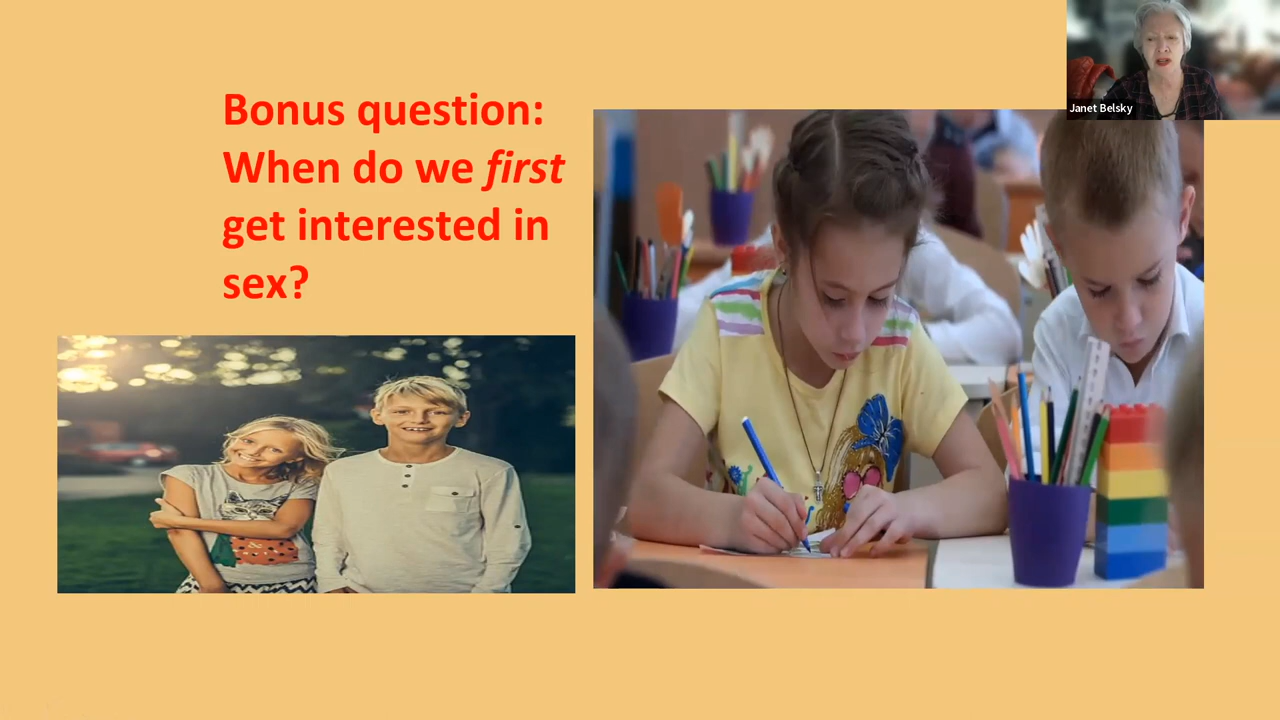 Bonus question:
When do we first
get interested in
sex?
Janet Belsky